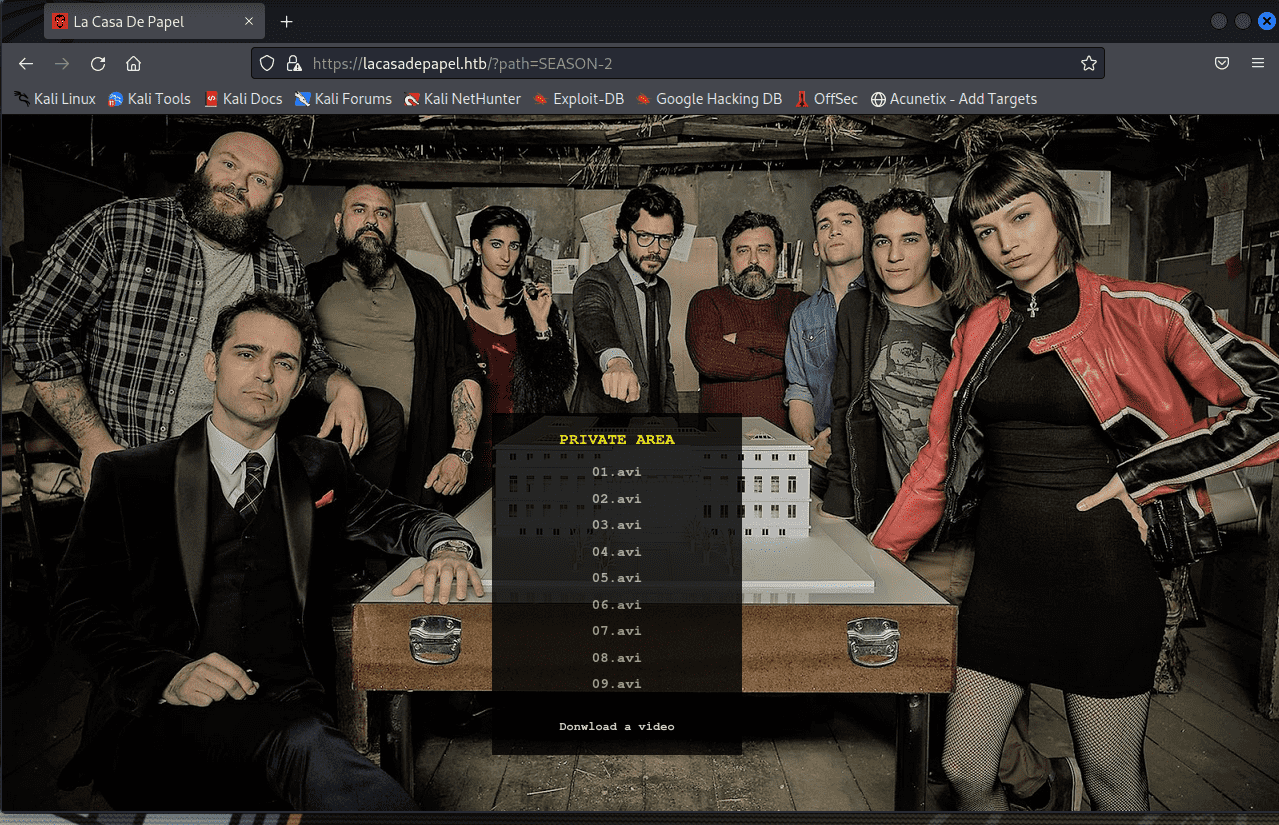 La Casa De Papel
https://lacasadepapel.htb/?path=SEASON-2
Kali Linux Kali Tools Kali Docs Kali Forums Kali NetHunter Exploit-DB Google Hacking DB OffSec Acunetix - Add Targets
PRIVATE AREA
01.avi
02.avi
03.avi
04.avi
05.avi
06.avi
07.avi
08.avi
09.avi
Donwload a video